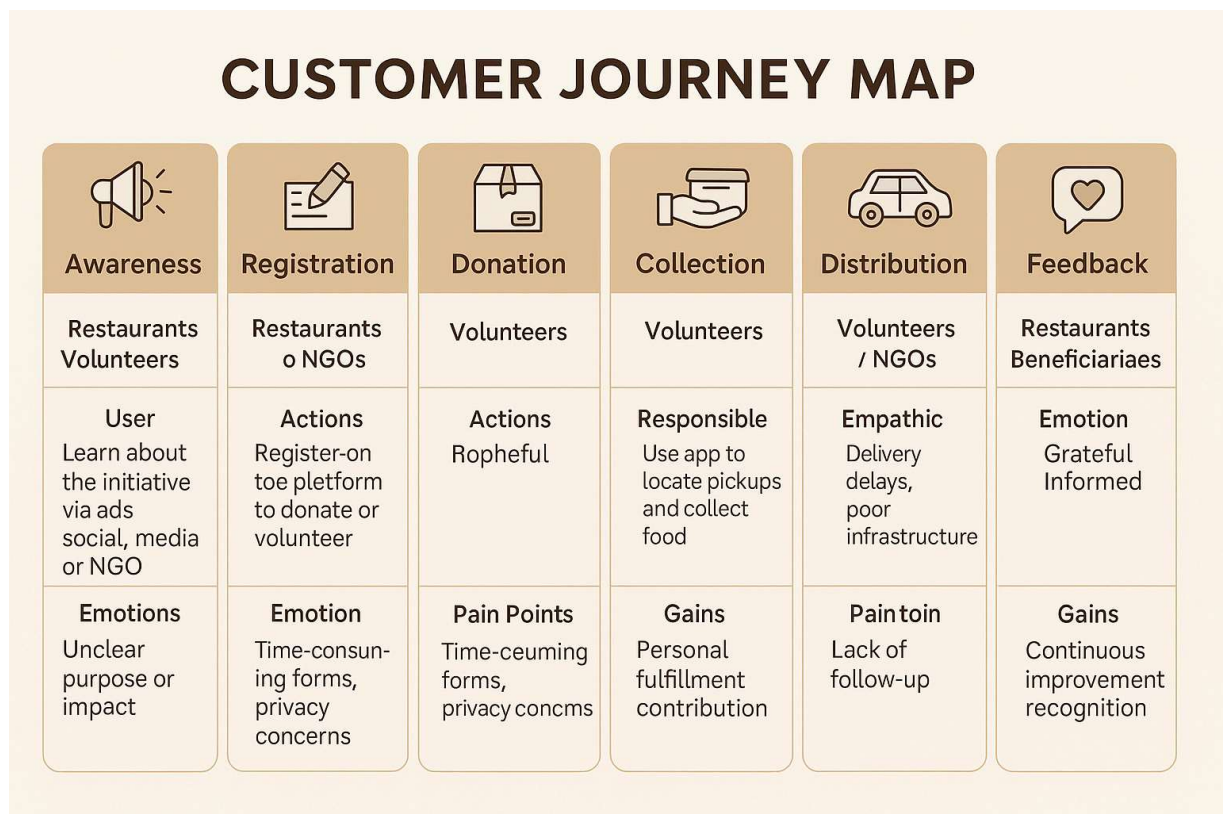 CUSTOMER JOURNEY MAP
Awareness
Restaurants
Volunteers
User
Learn about
the initiative
via ads
social, media
or NGO
Emotions
Unclear
purpose or
impact
Registration
Restaurants
o NGOs
Actions
Register-on
toe pletform
to donate or
volunteer
Emotion
Time-consun-
ing forms,
privacy
concerns
Donation
Volunteers
Actions
Ropheful
Pain Points
Time-ceuming
forms,
privacy concms
Collection
Volunteers
Responsible
Use app to
locate pickups
and collect
food
Gains
Personal
fulfillment
contribution
Distribution
Volunteers
/ NGOs
Empathic
Delivery
delays,
poor
infrastructure
Pain toin
Lack of
follow-up
Feedback
Restaurants
Beneficiariaes
Emotion
Grateful
Informed
Gains
Continuous
improvement
recognition